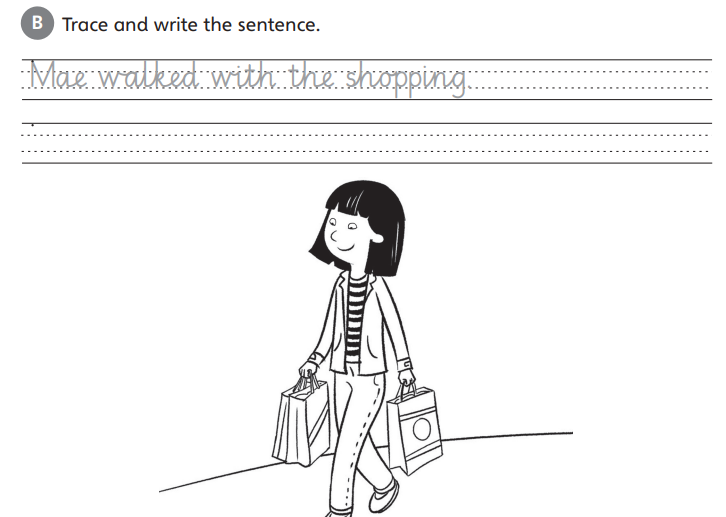 B Trace and write the sentence.
Mae walked with the shopping.